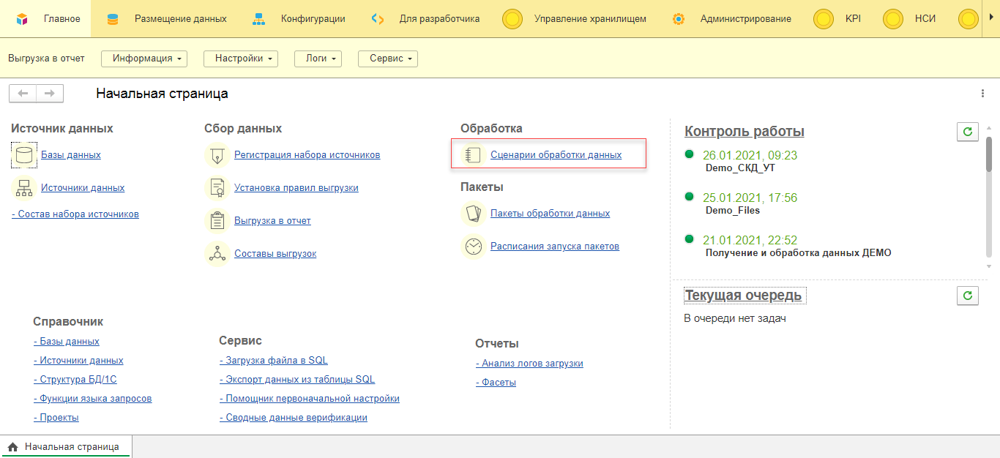 Главное
Размещение данных
Конфигурации
Для разработчика
Управление хранилищем
Администрирование
KPI
НСИ
Выгрузка в отчет
Информация
Настройки
Логи
Сервис
Начальная страница
Источник данных
Базы данных
Источники данных
- Состав набора источников
Сбор данных
Регистрация набора источников
Установка правил выгрузки
Выгрузка в отчет
Составы выгрузок
Обработка
Сценарии обработки данных
Пакеты
Пакеты обработки данных
Расписания запуска пакетов
Контроль работы
26.01.2021, 09:23
Demo_СКД_УТ
25.01.2021, 17:56
Demo_Files
21.01.2021, 22:52
Получение и обработка данных ДЕМО
Текущая очередь
В очереди нет задач
Справочник
- Базы данных
- Источники данных
- Структура БД/1С
- Функции языка запросов
- Проекты
Сервис
- Загрузка файла в SQL
- Экспорт данных из таблицы SQL
- Помощник первоначальной настройки
- Сводные данные верификации
Отчеты
- Анализ логов загрузки
- Фасеты
Начальная страница